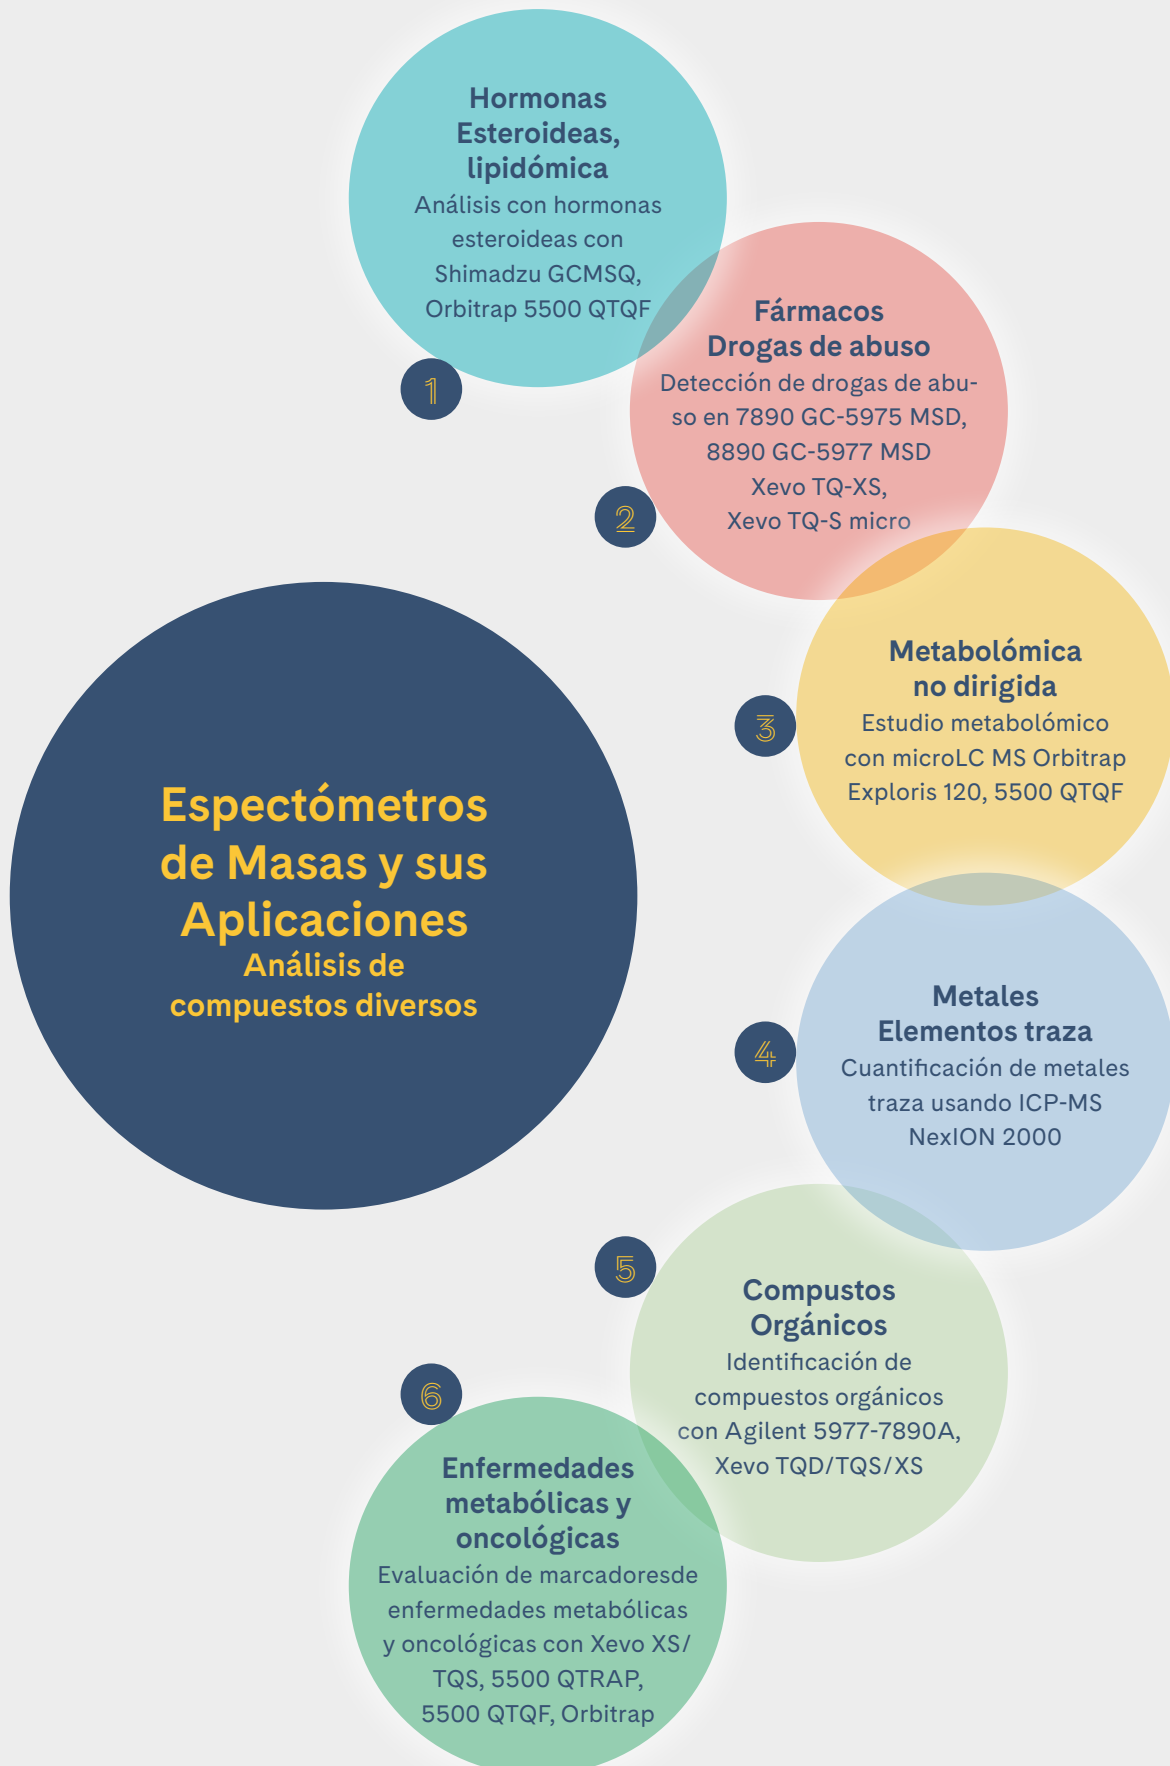 Hormonas
Esteroideas,
lipidómica
Análisis con hormonas
esteroideas con
Shimadzu GCMSQ,
Orbitrap 5500 QTQF
1
Fármacos
Drogas de abuso
Detección de drogas de abu-
so en 7890 GC-5975 MSD,
8890 GC-5977 MSD
Xevo TQ-XS,
Xevo TQ-S micro
2
Metabolómica
no dirigida
Estudio metabolómico
con microLC MS Orbitrap
Exploris 120, 5500 QTQF
3
Espectómetros
de Masas y sus
Aplicaciones
Análisis de
compuestos diversos
Metales
Elementos traza
Cuantificación de metales
traza usando ICP-MS
NexION 2000
4
5
Compustos
Orgánicos
Identificación de
compuestos orgánicos
con Agilent 5977-7890A,
Xevo TQD/TQS/XS
6
Enfermedades
metabólicas y
oncológicas
Evaluación de marcadoresde
enfermedades metabólicas
y oncológicas con Xevo XS/
TQS, 5500 QTRAP,
5500 QTQF, Orbitrap